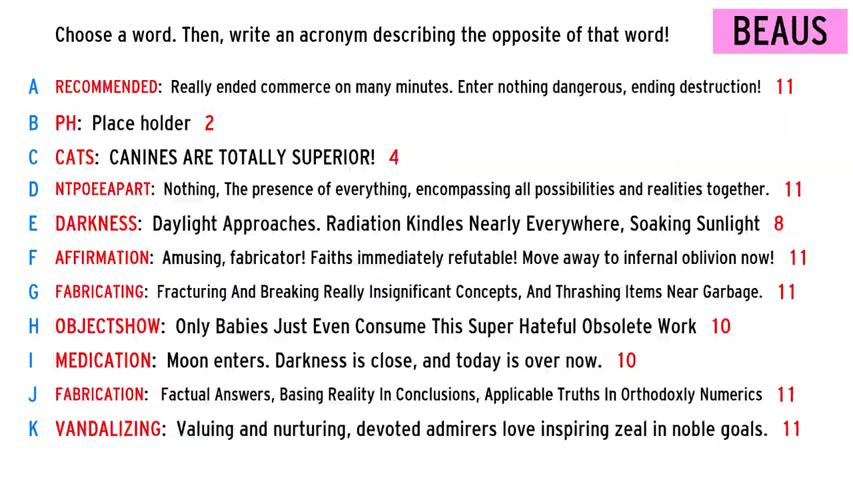 Choose a word. Then, write an acronym describing the opposite of that word!
BEAUS
A RECOMMENDED: Really ended commerce on many minutes. Enter nothing dangerous, ending destruction! 11
B PH: Place holder 2
C CATS: CANINES ARE TOTALLY SUPERIOR! 4
D NTPOEEAPART: Nothing, The presence of everything, encompassing all possibilities and realities together. 11
E DARKNESS: Daylight Approaches. Radiation Kindles Nearly Everywhere, Soaking Sunlight 8
F AFFIRMATION: Amusing, fabricator! Faiths immediately refutable! Move away to infernal oblivion now! 11
G FABRICATING: Fracturing And Breaking Really Insignificant Concepts, And Thrashing Items Near Garbage. 11
H OBJECTSHOW: Only Babies Just Even Consume This Super Hateful Obsolete Work 10
I MEDICATION: Moon enters. Darkness is close, and today is over now. 10
J FABRICATION: Factual Answers, Basing Reality In Conclusions, Applicable Truths In Orthodoxly Numerics 11
K VANDALIZING: Valuing and nurturing, devoted admirers love inspiring zeal in noble goals. 11